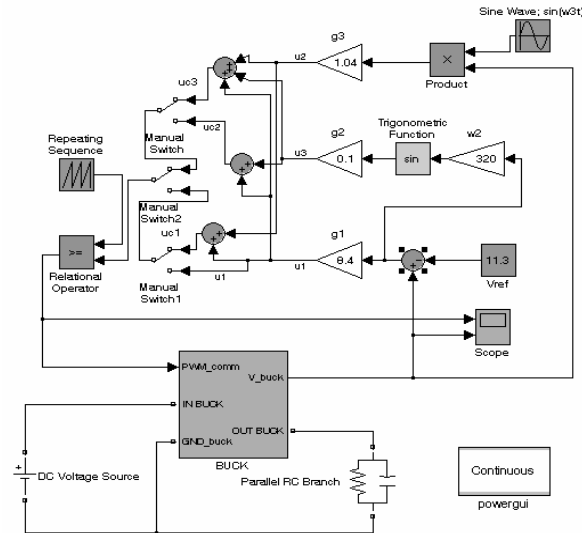 Sine Wave; sin(w3t)
g3
1.04
u2
×
Product
uc3
Manual
Switch
uc2
g2
0.1
u3
Trigonometric
Function
sin
w2
320
Repeating
Sequence
Manual
Switch2
uc1
g1
8.4
u1
u1
11.3
Vref
>=
Relational
Operator
Manual
Switch1
Scope
PWM_comm
V_buck
IN BUCK
OUT BUCK
GND_buck
BUCK
DC Voltage Source
Parallel RC Branch
Continuous
powergui